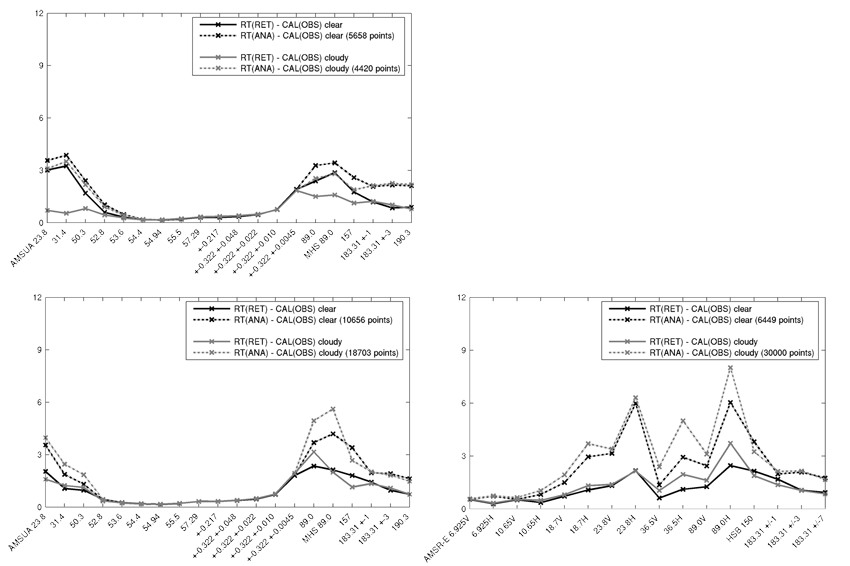 12
9
6
3
0
RT(RET) - CAL(OBS) clear
RT(ANA) - CAL(OBS) clear (5658 points)
RT(RET) - CAL(OBS) cloudy
RT(ANA) - CAL(OBS) cloudy (4420 points)
AMSUA 23.8
31.4
50.3
52.8
53.6
54.4
54.94
55.5
57.29
+-0.217
+-0.322 +-0.048
+-0.322 +-0.022
+-0.322 +-0.010
+-0.322 +-0.0045
89.0
MHS 89.0
157
183.31 +-1
183.31 +-3
190.3
12
9
6
3
0
RT(RET) - CAL(OBS) clear
RT(ANA) - CAL(OBS) clear (10656 points)
RT(RET) - CAL(OBS) cloudy
RT(ANA) - CAL(OBS) cloudy (18703 points)
AMSUA 23.8
31.4
50.3
52.8
53.6
54.4
54.94
55.5
57.29
+-0.217
+-0.322 +-0.048
+-0.322 +-0.022
+-0.322 +-0.010
+-0.322 +-0.0045
89.0
MHS 89.0
157
183.31 +-1
183.31 +-3
190.3
12
9
6
3
0
RT(RET) - CAL(OBS) clear
RT(ANA) - CAL(OBS) clear (6449 points)
RT(RET) - CAL(OBS) cloudy
RT(ANA) - CAL(OBS) cloudy (30000 points)
AMSR-E 6.925V
6.925H
10.65V
10.65H
18.7V
18.7H
23.8V
23.8H
36.5V
36.5H
89.0V
89.0H
HSB 150
183.31 +-1
183.31 +-3
183.31 +-7